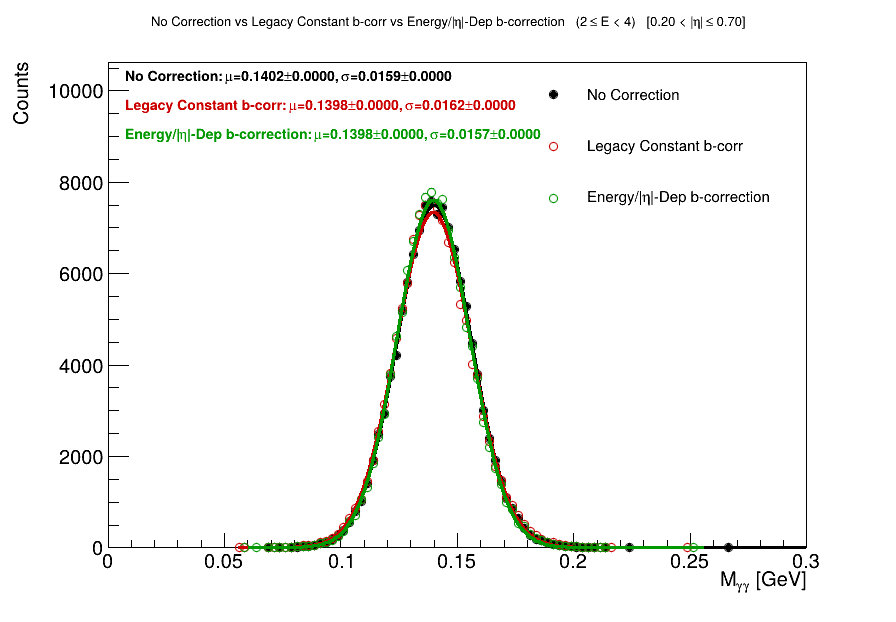 No Correction vs Legacy Constant b-corr vs Energy/|η|-Dep b-correction (2 ≤ E < 4) [0.20 < |η| ≤ 0.70]
Counts
No Correction: μ=0.1402±0.0000, σ=0.0159±0.0000
Legacy Constant b-corr: μ=0.1398±0.0000, σ=0.0162±0.0000
Energy/|η|-Dep b-correction: μ=0.1398±0.0000, σ=0.0157±0.0000
No Correction
Legacy Constant b-corr
Energy/|η|-Dep b-correction
10000
8000
6000
4000
2000
0
0 0.05 0.1 0.15 0.2 0.25 0.3
Mγγ [GeV]